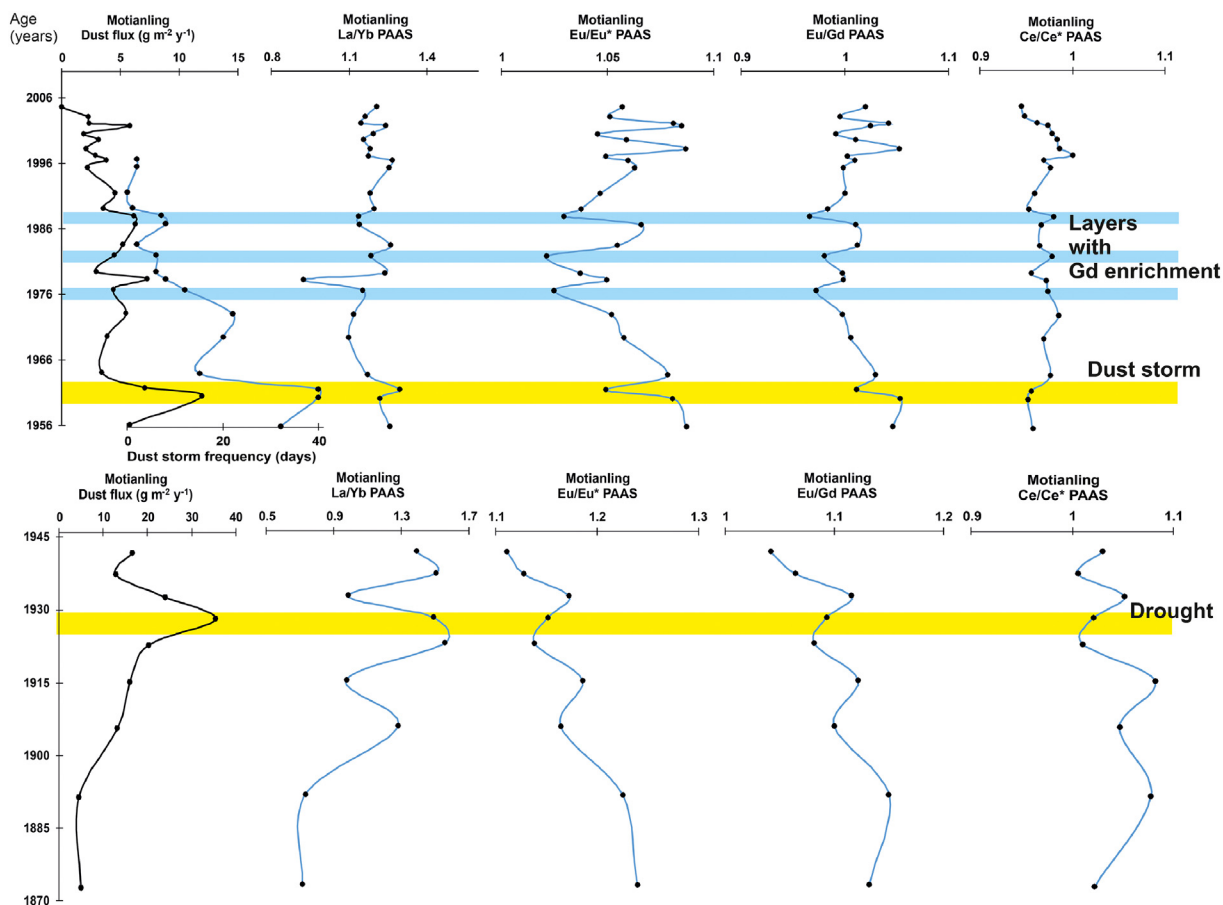 Age
(years)
Motianling
Dust flux (g m⁻² y⁻¹)
Motianling
La/Yb PAAS
Motianling
Eu/Eu* PAAS
Motianling
Eu/Gd PAAS
Motianling
Ce/Ce* PAAS
0 5 10 15
0.8 1.1 1.4
1 1.05 1.1
0.9 1 1.1
0.9 1 1.1
2006
1996
1986
1976
1966
1956
Layers
with
Gd enrichment
Dust storm
0 20 40
Dust storm frequency (days)
Motianling
Dust flux (g m⁻² y⁻¹)
Motianling
La/Yb PAAS
Motianling
Eu/Eu* PAAS
Motianling
Eu/Gd PAAS
Motianling
Ce/Ce* PAAS
0 10 20 30 40
0.5 0.9 1.3 1.7
1.1 1.2 1.3
1 1.1 1.2
0.9 1 1.1
1945
1930
1915
1900
1885
1870
Drought